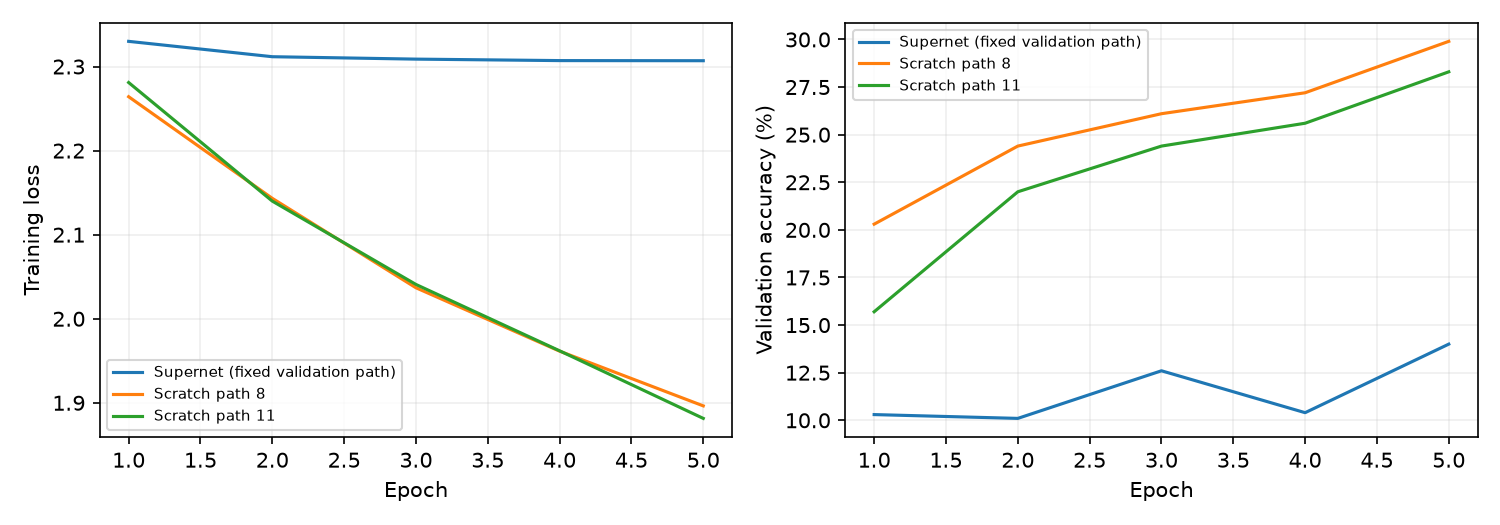 Training loss
2.3
2.2
2.1
2.0
1.9
Supernet (fixed validation path)
Scratch path 8
Scratch path 11
1.0 1.5 2.0 2.5 3.0 3.5 4.0 4.5 5.0
Epoch
Validation accuracy (%)
30.0
27.5
25.0
22.5
20.0
17.5
15.0
12.5
10.0
Supernet (fixed validation path)
Scratch path 8
Scratch path 11
1.0 1.5 2.0 2.5 3.0 3.5 4.0 4.5 5.0
Epoch